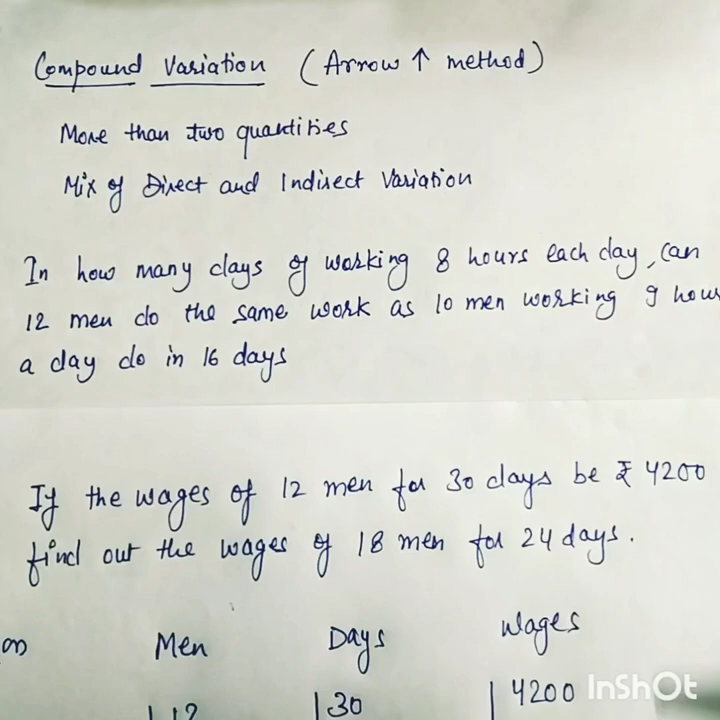 Compound Variation (Arrow ↑ method)
More than two quantities
Mix of Direct and Indirect Variation
In how many days of working 8 hours each day, can
12 men do the same work as 10 men working 9 hour
a day do in 16 days
If the wages of 12 men for 30 days be ₹ 4200
find out the wages of 18 men for 24 days.
Men Days Wages
12 30 4200
InShOt